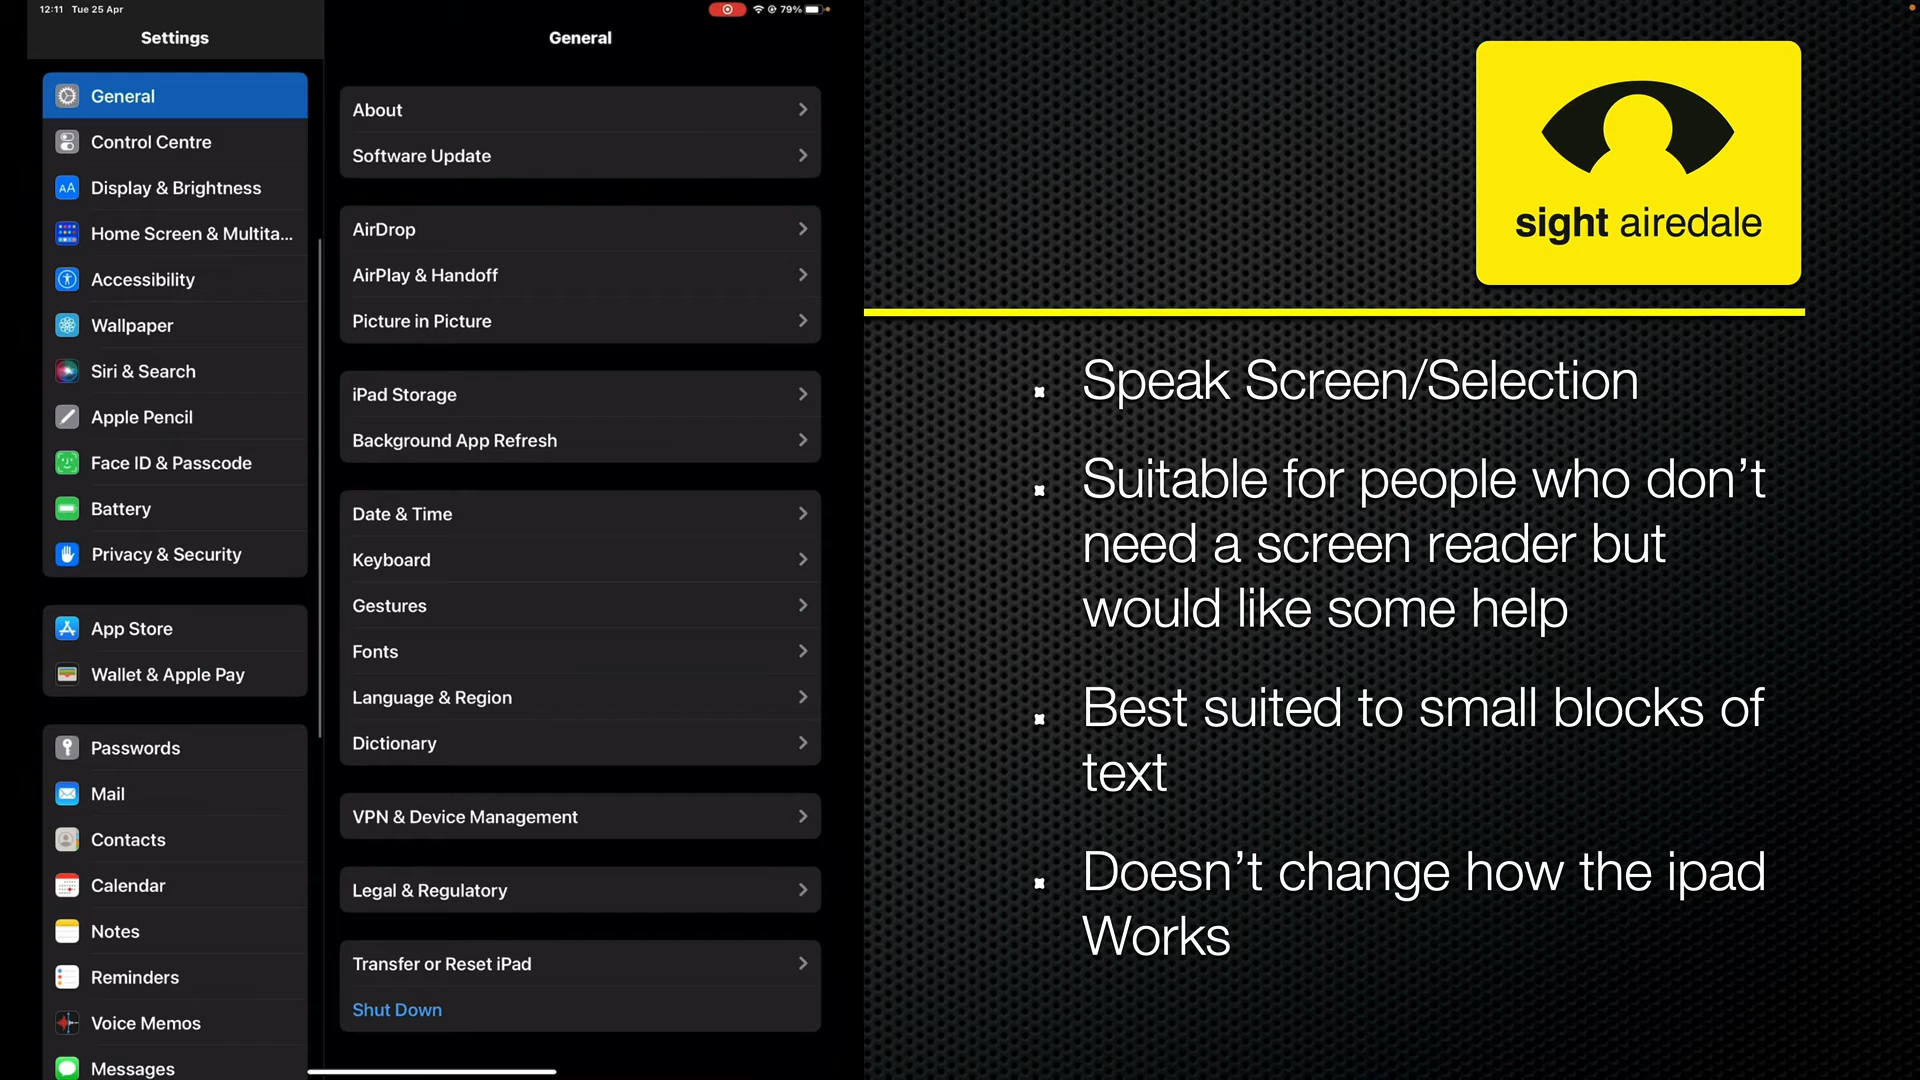 12:11 Tue 25 Apr
79%
Settings
General
Control Centre
AA Display & Brightness
Home Screen & Multita...
Accessibility
Wallpaper
Siri & Search
Apple Pencil
Face ID & Passcode
Battery
Privacy & Security
App Store
Wallet & Apple Pay
Passwords
Mail
Contacts
Calendar
Notes
Reminders
Voice Memos
Messages
General
About
Software Update
AirDrop
AirPlay & Handoff
Picture in Picture
iPad Storage
Background App Refresh
Date & Time
Keyboard
Gestures
Fonts
Language & Region
Dictionary
VPN & Device Management
Legal & Regulatory
Transfer or Reset iPad
Shut Down
sight airedale
Speak Screen/Selection
Suitable for people who don’t
need a screen reader but
would like some help
Best suited to small blocks of
text
Doesn’t change how the ipad
Works